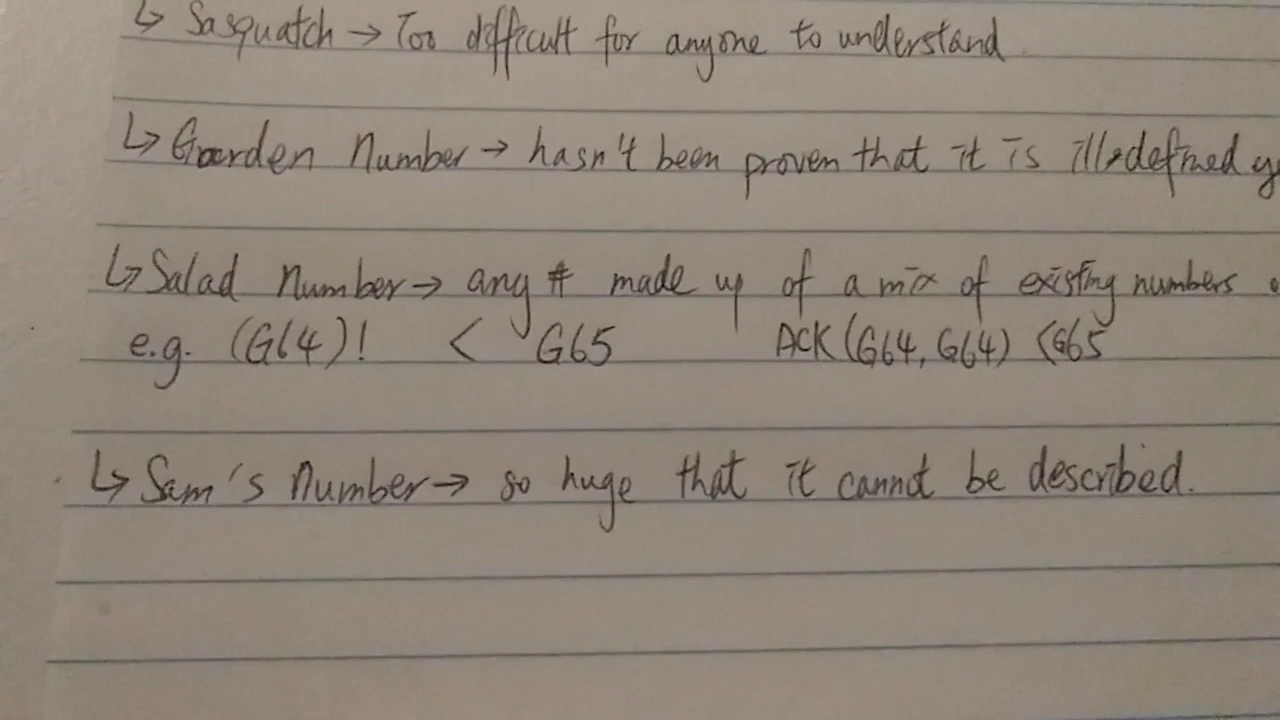 ↳ Sasquatch → Too difficult for anyone to understand
↳ Garden Number → hasn't been proven that it is ill-defined
↳ Salad Number → any # made up of a mix of existing numbers
e.g. (G64)! < G65 ACK(G64, G64) < G65
↳ Sam's Number → so huge that it cannot be described.